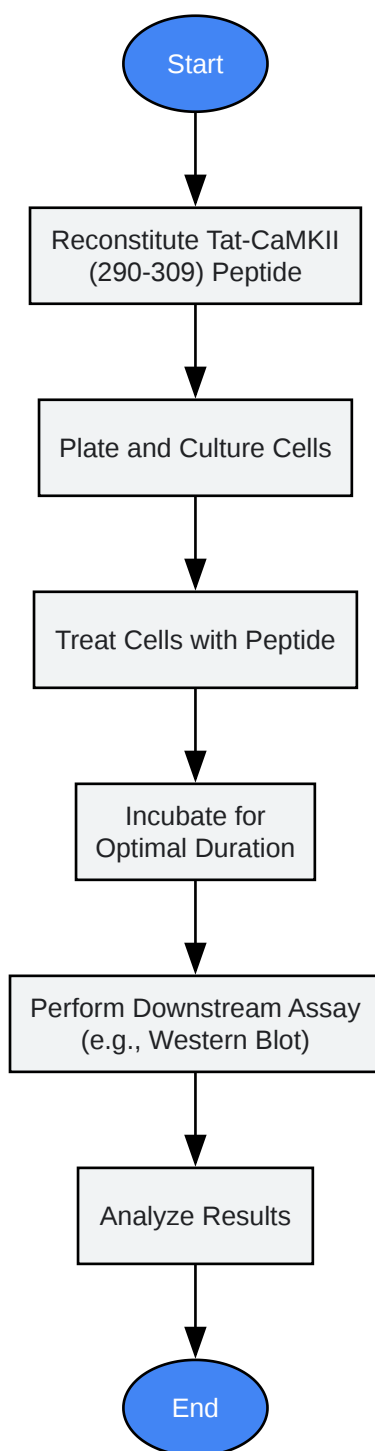 Start
Reconstitute Tat-CaMKII
(290-309) Peptide
Plate and Culture Cells
Treat Cells with Peptide
Incubate for
Optimal Duration
Perform Downstream Assay
(e.g., Western Blot)
Analyze Results
End